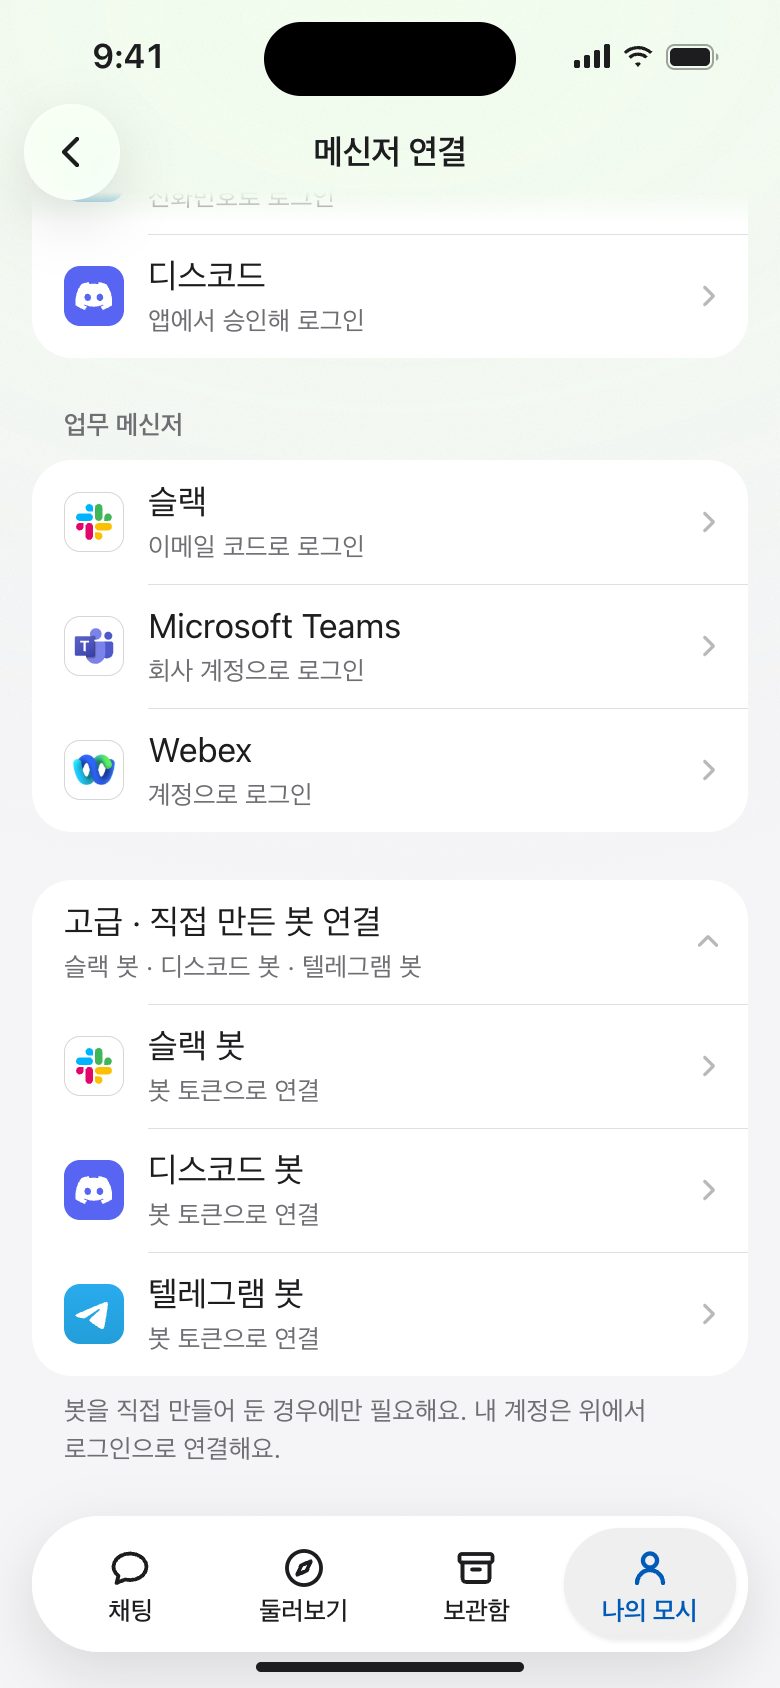 9:41
메신저 연결
전화번호로 로그인
디스코드
앱에서 승인해 로그인
업무 메신저
슬랙
이메일 코드로 로그인
Microsoft Teams
회사 계정으로 로그인
Webex
계정으로 로그인
고급 · 직접 만든 봇 연결
슬랙 봇 · 디스코드 봇 · 텔레그램 봇
슬랙 봇
봇 토큰으로 연결
디스코드 봇
봇 토큰으로 연결
텔레그램 봇
봇 토큰으로 연결
봇을 직접 만들어 둔 경우에만 필요해요. 내 계정은 위에서
로그인으로 연결해요.
채팅
둘러보기
보관함
나의 모시